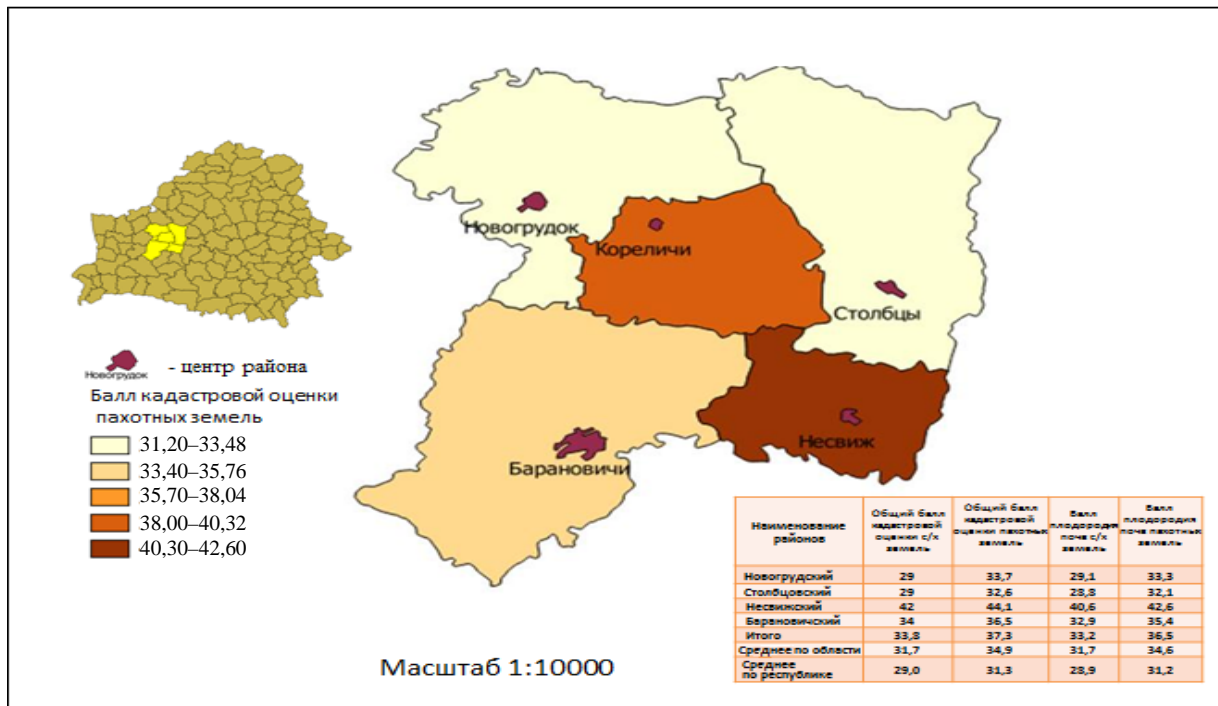 Новогрудок
Кореличи
Столбцы
Несвиж
Барановичи
Новогрудок - центр района
Балл кадастровой оценки
пахотных земель
31,20–33,48
33,40–35,76
35,70–38,04
38,00–40,32
40,30–42,60
Масштаб 1:10000
Наименование
районов
Общий балл
кадастровой
оценки с/х
земель
Общий балл
кадастровой
оценки пахотных
земель
Балл
плодородия
почв с/х
земель
Балл
плодородия
почв пахотных
земель
Новогрудский 29 33,7 29,1 33,3
Столбцовский 29 32,6 28,8 32,1
Несвижский 42 44,1 40,6 42,6
Барановичский 34 36,5 32,9 35,4
Итого 33,8 37,3 33,2 36,5
Среднее по области 31,7 34,9 31,7 34,6
Среднее
по республике 29,0 31,3 28,9 31,2